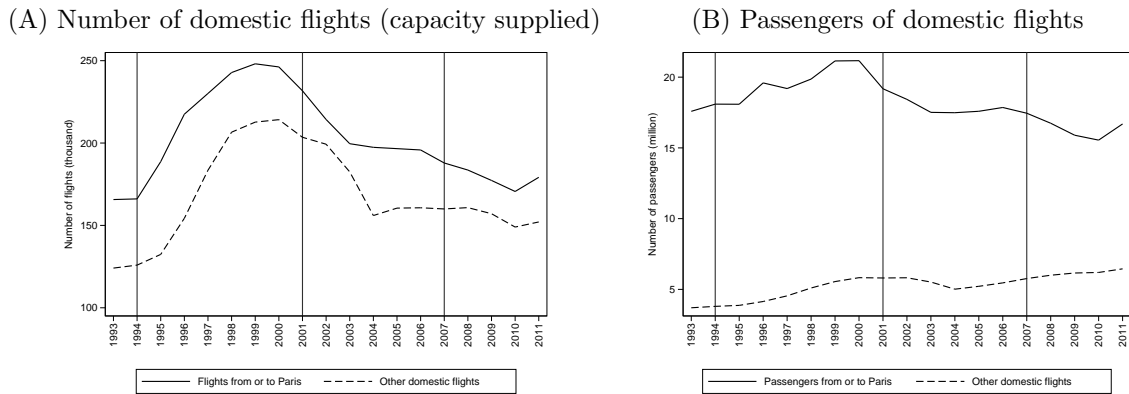 (A) Number of domestic flights (capacity supplied)
250
200
150
100
Number of flights (thousand)
1993 1994 1995 1996 1997 1998 1999 2000 2001 2002 2003 2004 2005 2006 2007 2008 2009 2010 2011
Flights from or to Paris Other domestic flights
(B) Passengers of domestic flights
20
15
10
5
Number of passengers (million)
1993 1994 1995 1996 1997 1998 1999 2000 2001 2002 2003 2004 2005 2006 2007 2008 2009 2010 2011
Passengers from or to Paris Other domestic flights